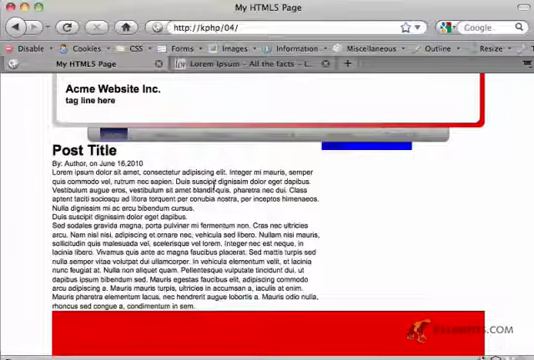 My HTML5 Page
http://kphp/04/
Google
Disable Cookies CSS Forms Images Information Miscellaneous Outline Resize
My HTML5 Page Lorem Ipsum - All the facts - L...
Acme Website Inc.
tag line here
Post Title
By: Author, on June 16,2010
Lorem ipsum dolor sit amet, consectetur adipiscing elit. Integer mi mauris, semper
quis commodo vel, rutrum nec sapien. Duis suscipit dignissim dolor eget dapibus.
Vestibulum augue eros, vestibulum sit amet blandit quis, pharetra nec dui. Class
aptent taciti sociosqu ad litora torquent per conubia nostra, per inceptos himenaeos.
Nulla dignissim mi ac arcu bibendum cursus.
Duis suscipit dignissim dolor eget dapibus.
Sed sodales gravida magna, porta pulvinar mi fermentum non. Cras nec ultricies
arcu. Nam nisl nisi, adipiscing et ornare nec, vehicula sed libero. Nullam mauris,
sollicitudin quis malesuada vel, scelerisque vel lorem. Integer nec est neque, in
lacinia libero. Vivamus quis ante ac magna faucibus placerat. Sed mattis turpis sed
nulla semper vitae volutpat dui ullamcorper. In vehicula ornare lorem, eget dictum
nunc feugiat at. Nulla non aliquet quam. Pellentesque vulputate tincidunt dui, ut
dapibus ipsum bibendum sit amet. Mauris egestas faucibus elit, adipiscing commodo
arcu aliquam a. Mauris mauris turpis, ultricies in accumsan a, iaculis at enim.
Mauris pharetra elementum lacus, nec hendrerit augue lobortis a. Mauris dui mi,
rhoncus sed congue a, condimentum in sem.